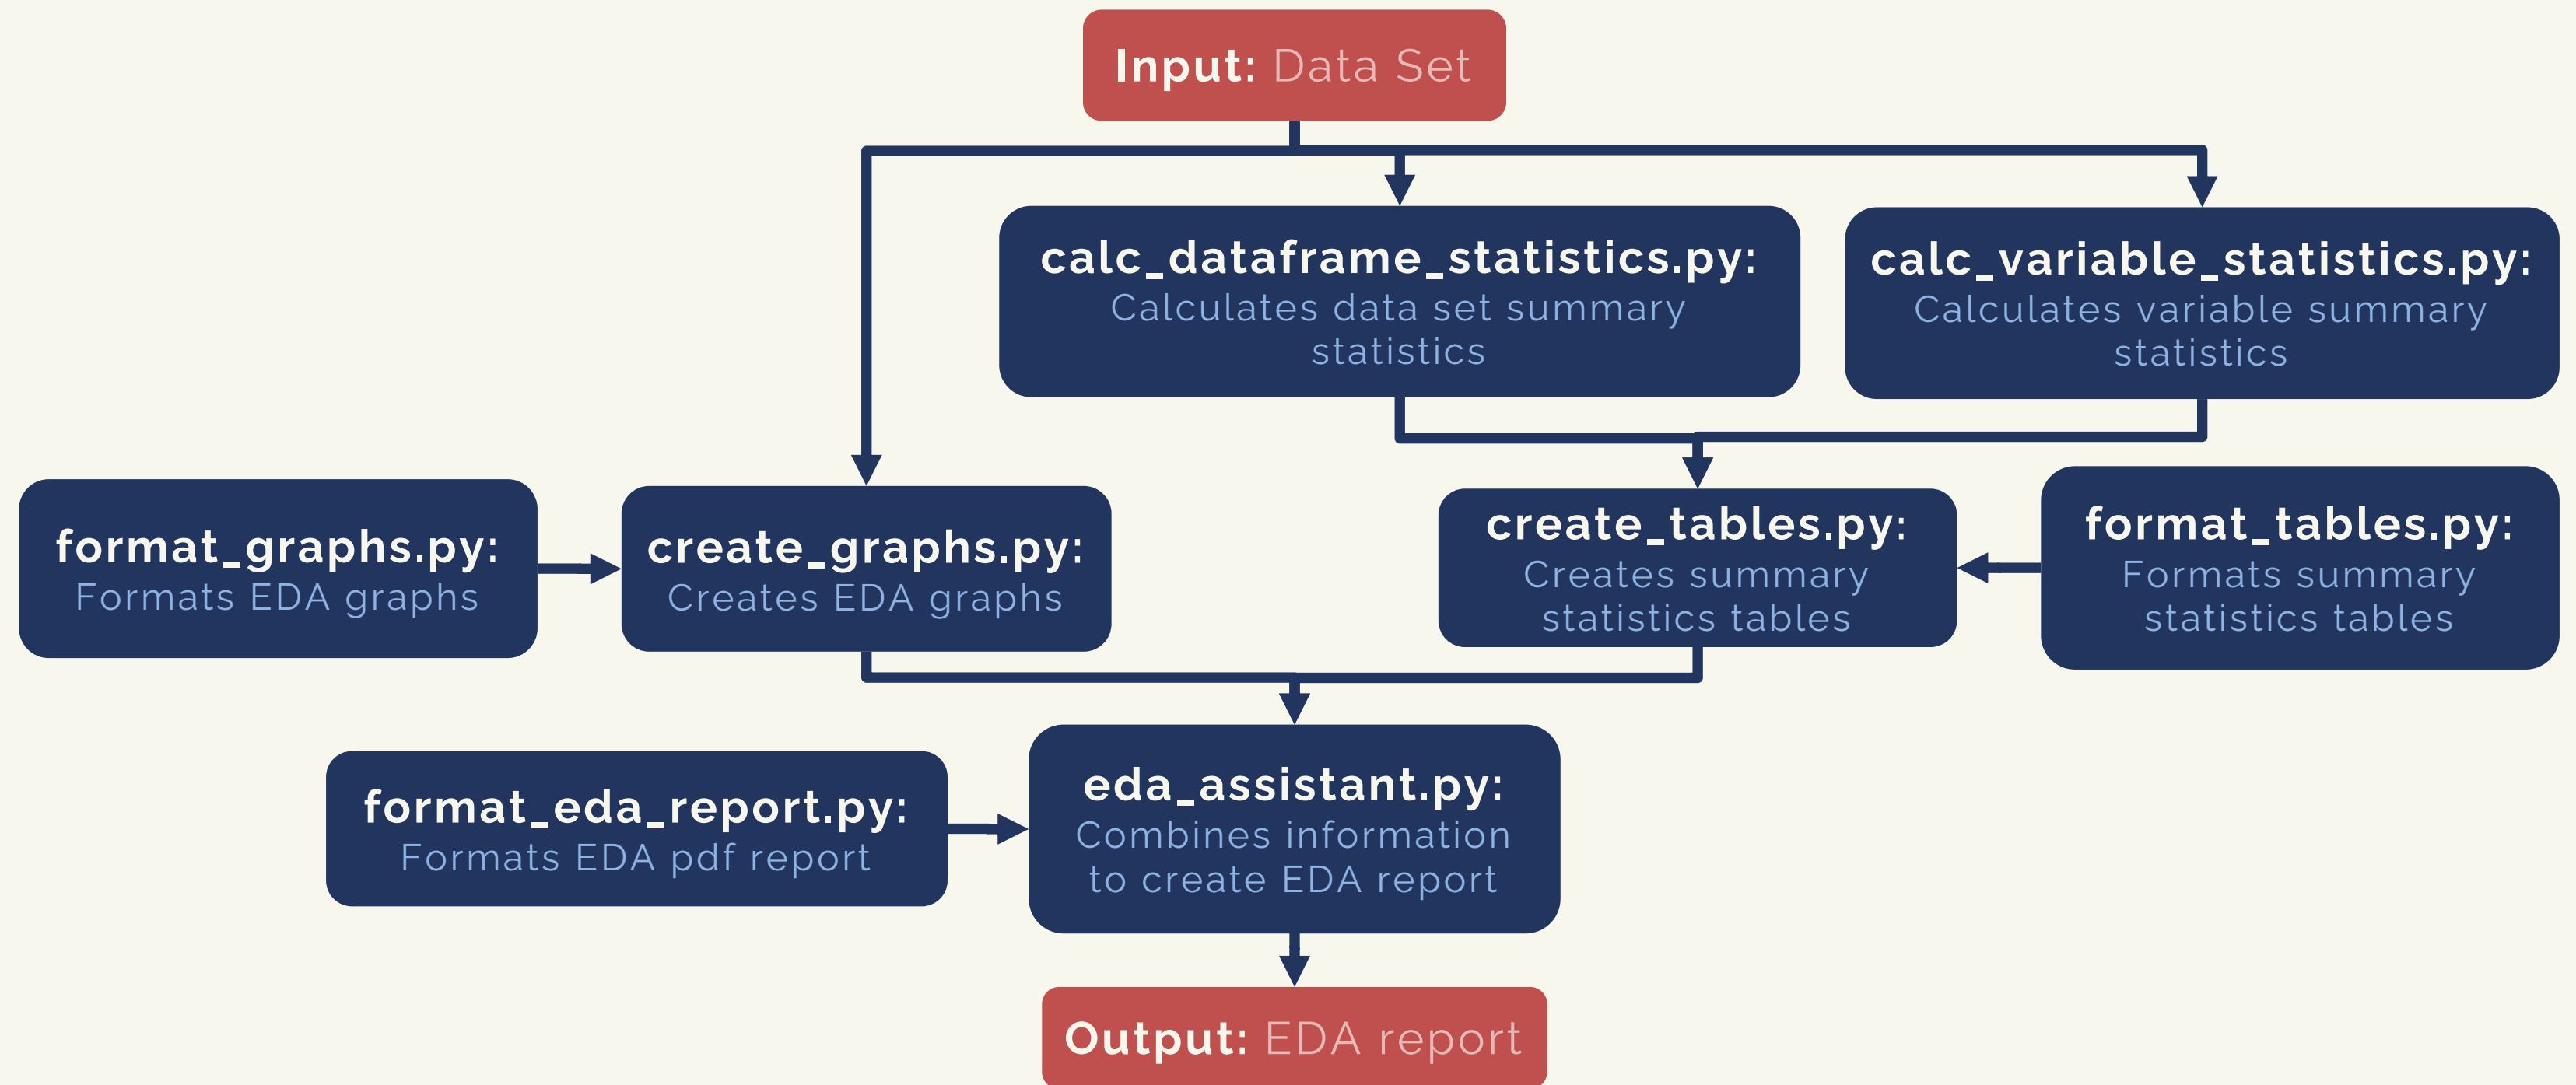 Input: Data Set
calc_dataframe_statistics.py:
Calculates data set summary
statistics
calc_variable_statistics.py:
Calculates variable summary
statistics
format_graphs.py:
Formats EDA graphs
create_graphs.py:
Creates EDA graphs
create_tables.py:
Creates summary
statistics tables
format_tables.py:
Formats summary
statistics tables
format_eda_report.py:
Formats EDA pdf report
eda_assistant.py:
Combines information
to create EDA report
Output: EDA report